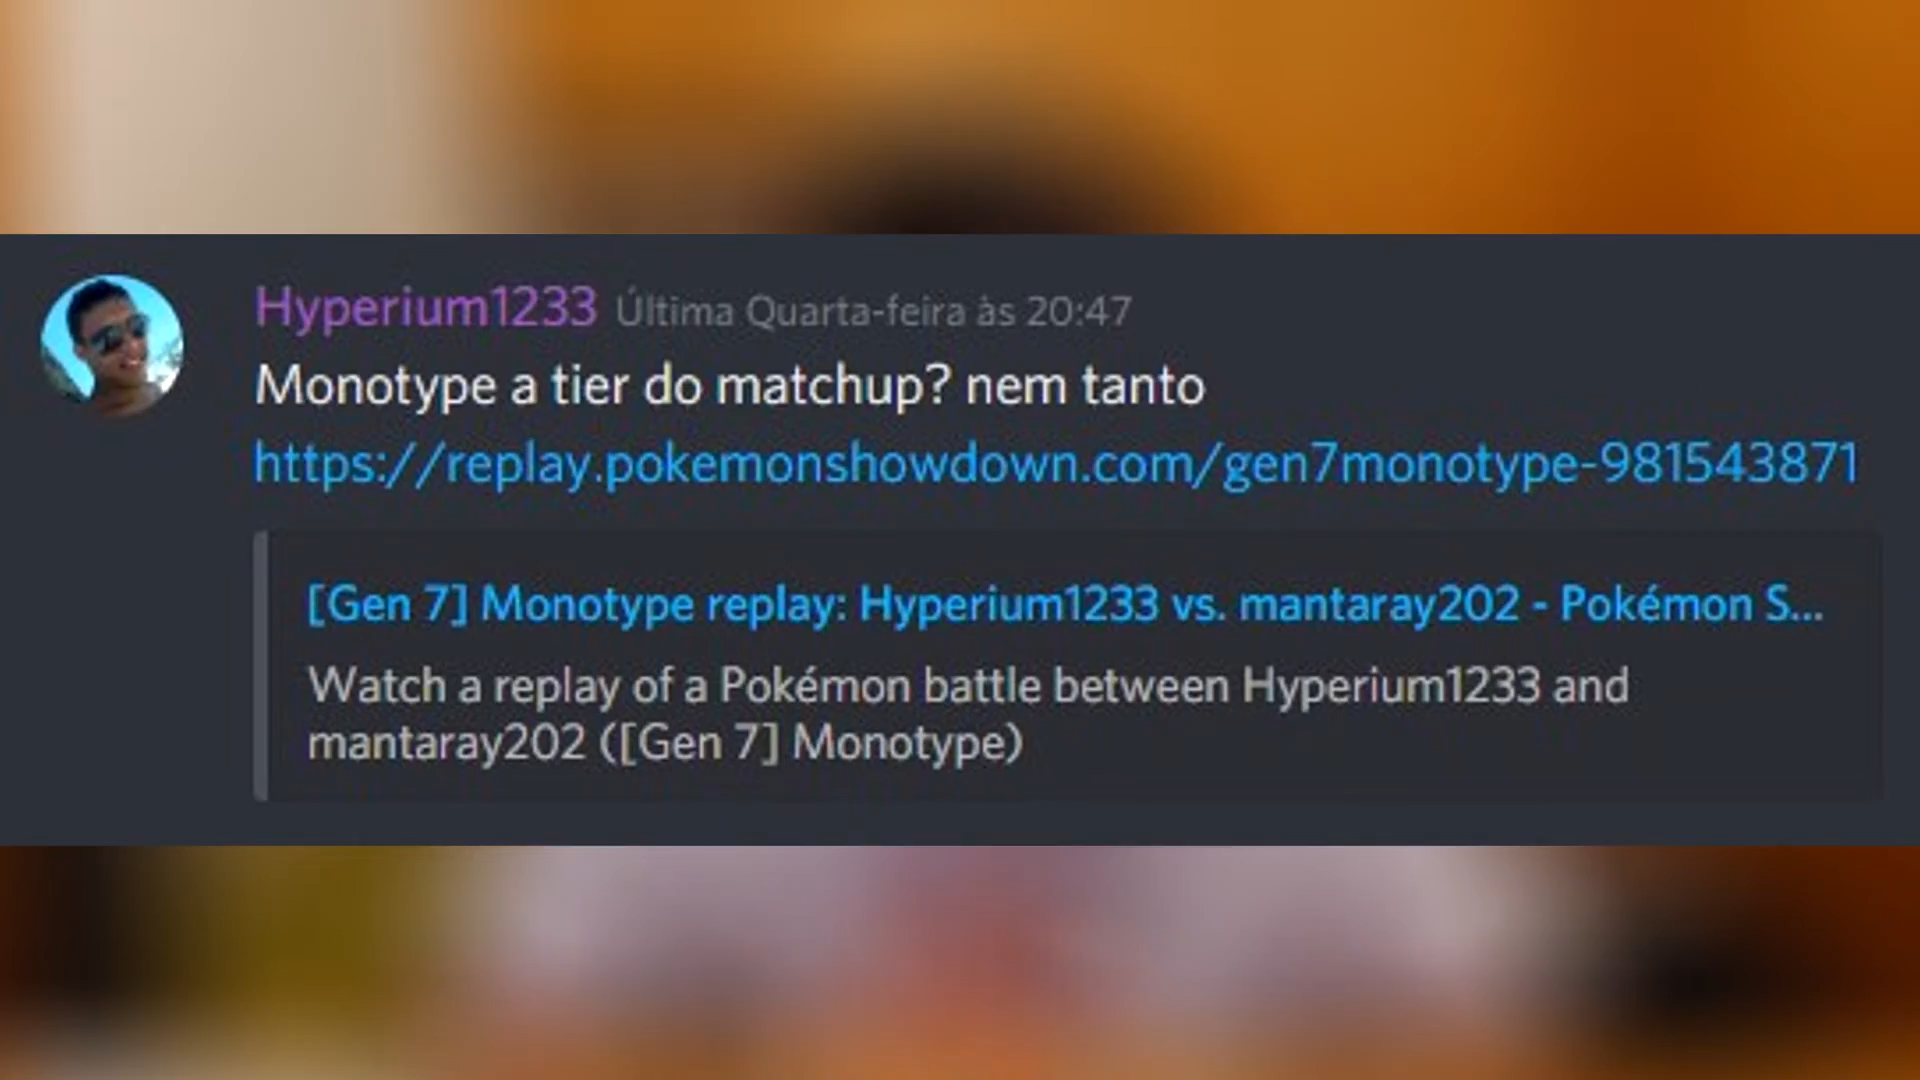 Hyperium1233 Última Quarta-feira às 20:47
Monotype a tier do matchup? nem tanto
https://replay.pokemonshowdown.com/gen7monotype-981543871
[Gen 7] Monotype replay: Hyperium1233 vs. mantaray202 - Pokémon S...
Watch a replay of a Pokémon battle between Hyperium1233 and
mantaray202 ([Gen 7] Monotype)